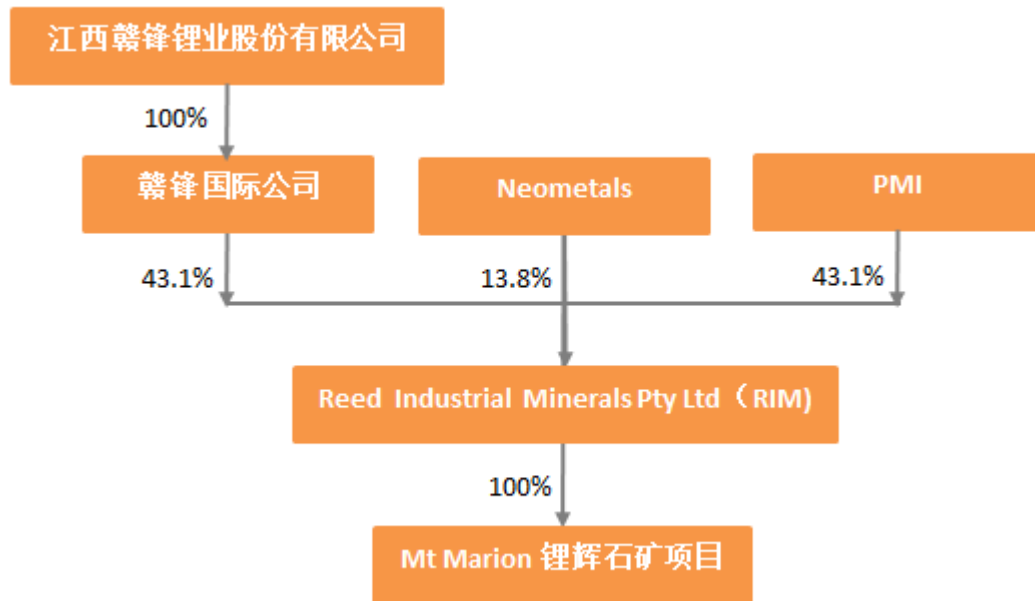 江西赣锋锂业股份有限公司
100%
赣锋国际公司
Neometals
PMI
43.1%
13.8%
43.1%
Reed Industrial Minerals Pty Ltd（RIM)
100%
Mt Marion 锂辉石矿项目